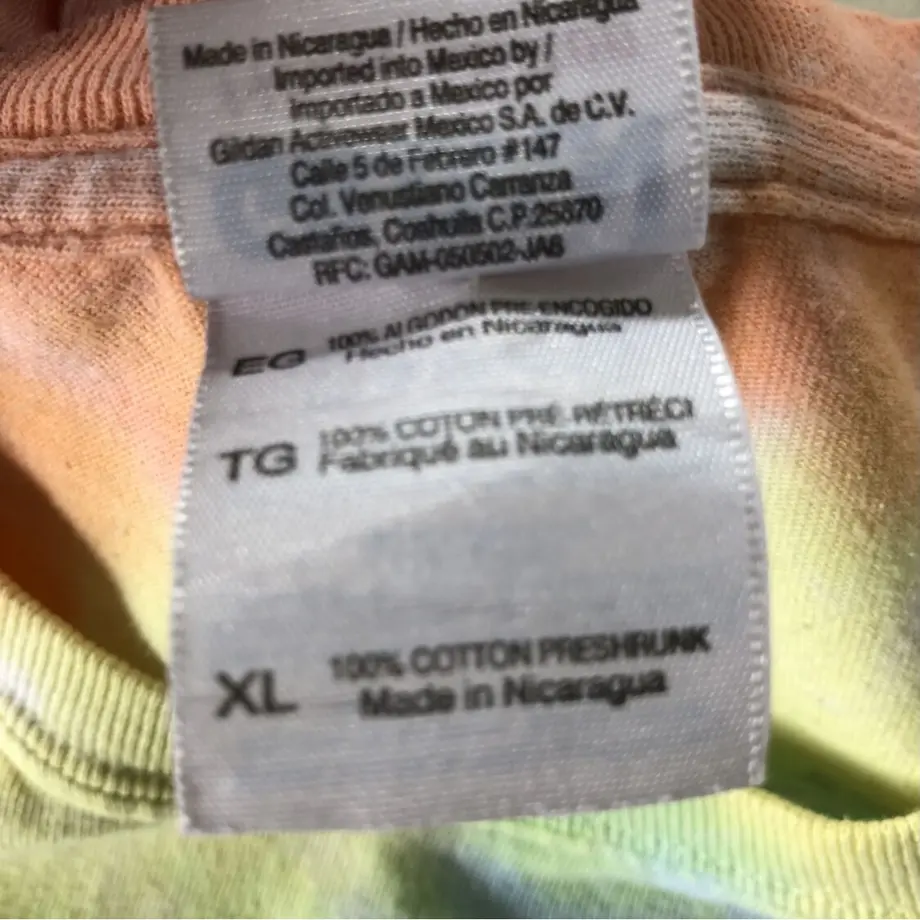 Made in Nicaragua / Hecho en Nicaragua
Imported into Mexico by /
Importado a Mexico por
Gildan Activewear Mexico S.A. de C.V.
Calle 5 de Febrero #147
Col. Venustiano Carranza
Castaños, Coahuila C.P.25870
RFC: GAM-050502-JA6
EG 100% ALGODON PRE-ENCOGIDO
Hecho en Nicaragua
TG 100% COTON PRÉ-RÉTRÉCI
Fabriqué au Nicaragua
XL 100% COTTON PRESHRUNK
Made in Nicaragua